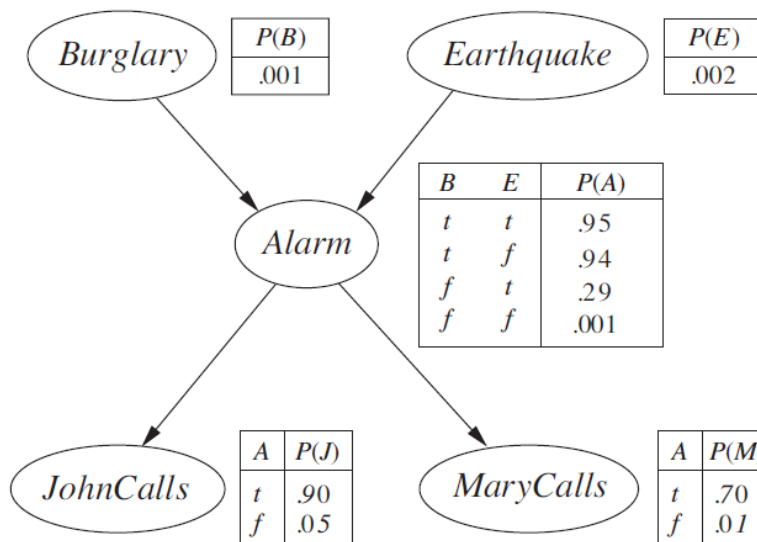 Burglary
P(B)
.001
Earthquake
P(E)
.002
Alarm
B E P(A)
t t .95
t f .94
f t .29
f f .001
JohnCalls
A P(J)
t .90
f .05
MaryCalls
A P(M
t .70
f .01